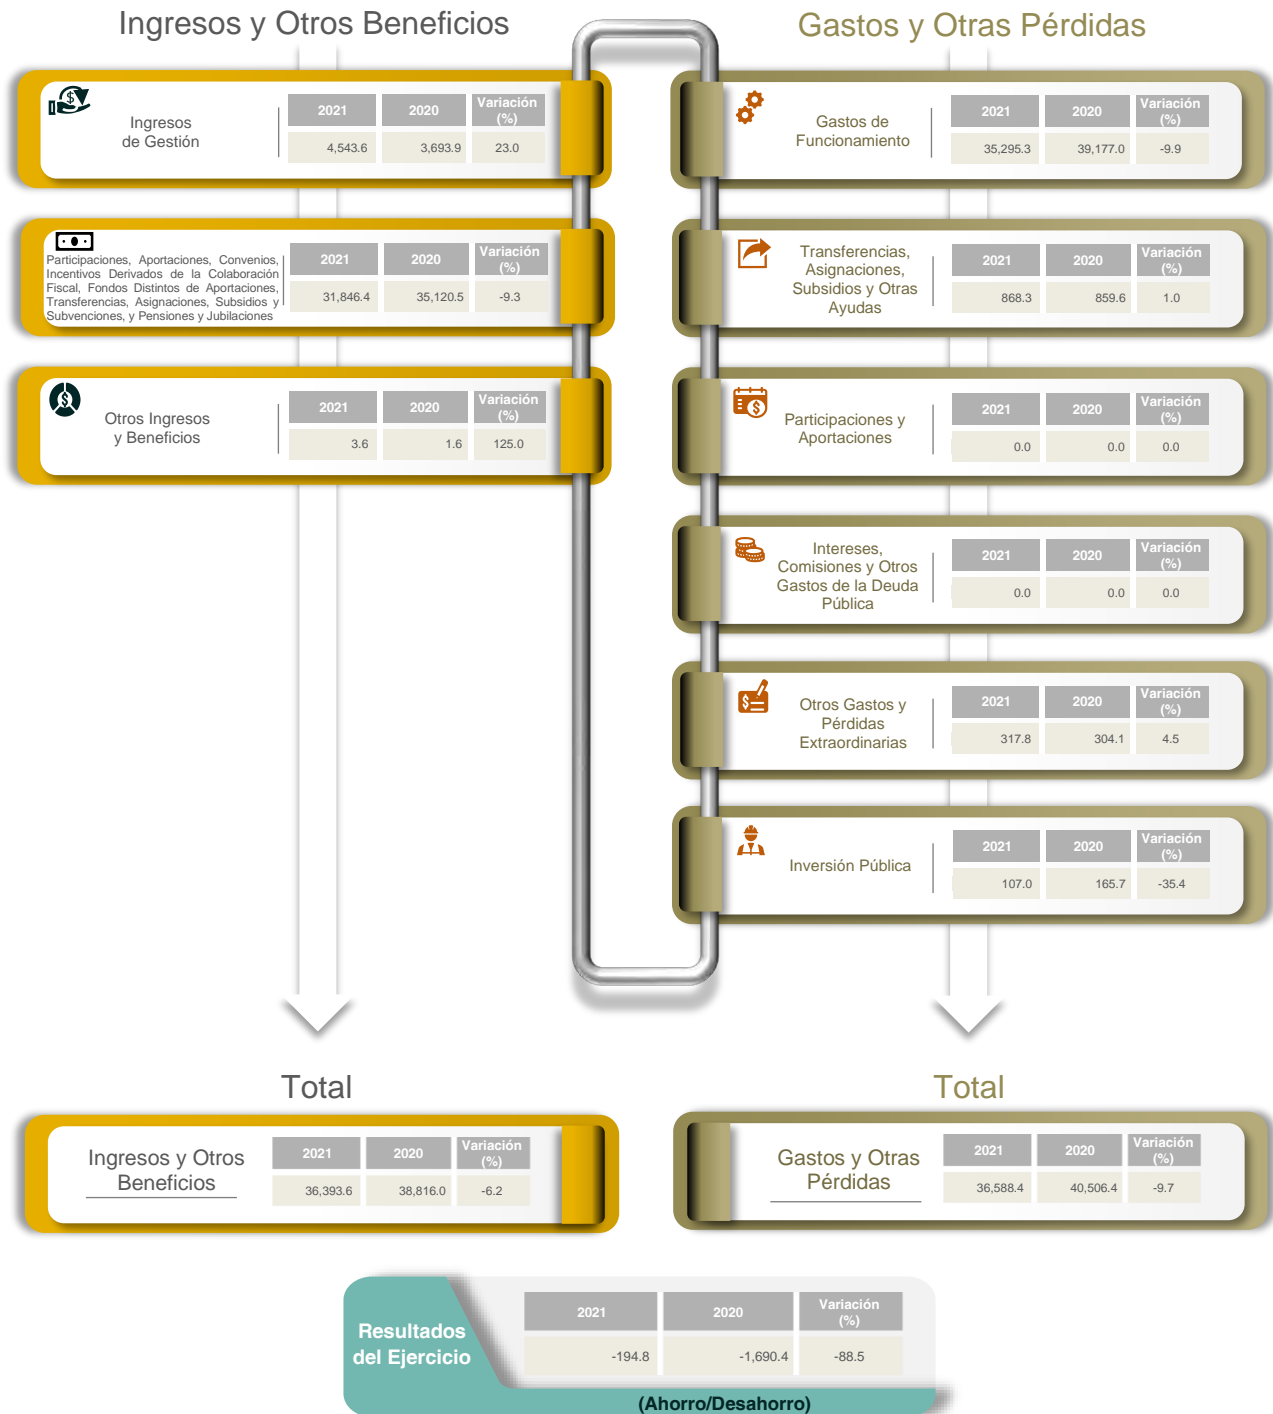 Ingresos y Otros Beneficios
Ingresos
de Gestión
2021 2020 Variación (%)
4,543.6 3,693.9 23.0
Participaciones, Aportaciones, Convenios,
Incentivos Derivados de la Colaboración
Fiscal, Fondos Distintos de Aportaciones,
Transferencias, Asignaciones, Subsidios y
Subvenciones, y Pensiones y Jubilaciones
2021 2020 Variación (%)
31,846.4 35,120.5 -9.3
Otros Ingresos
y Beneficios
2021 2020 Variación (%)
3.6 1.6 125.0
Gastos y Otras Pérdidas
Gastos de
Funcionamiento
2021 2020 Variación (%)
35,295.3 39,177.0 -9.9
Transferencias,
Asignaciones,
Subsidios y Otras
Ayudas
2021 2020 Variación (%)
868.3 859.6 1.0
Participaciones y
Aportaciones
2021 2020 Variación (%)
0.0 0.0 0.0
Intereses,
Comisiones y Otros
Gastos de la Deuda
Pública
2021 2020 Variación (%)
0.0 0.0 0.0
Otros Gastos y
Pérdidas
Extraordinarias
2021 2020 Variación (%)
317.8 304.1 4.5
Inversión Pública
2021 2020 Variación (%)
107.0 165.7 -35.4
Total
Ingresos y Otros
Beneficios
2021 2020 Variación (%)
36,393.6 38,816.0 -6.2
Total
Gastos y Otras
Pérdidas
2021 2020 Variación (%)
36,588.4 40,506.4 -9.7
Resultados
del Ejercicio
2021 2020 Variación (%)
-194.8 -1,690.4 -88.5
(Ahorro/Desahorro)